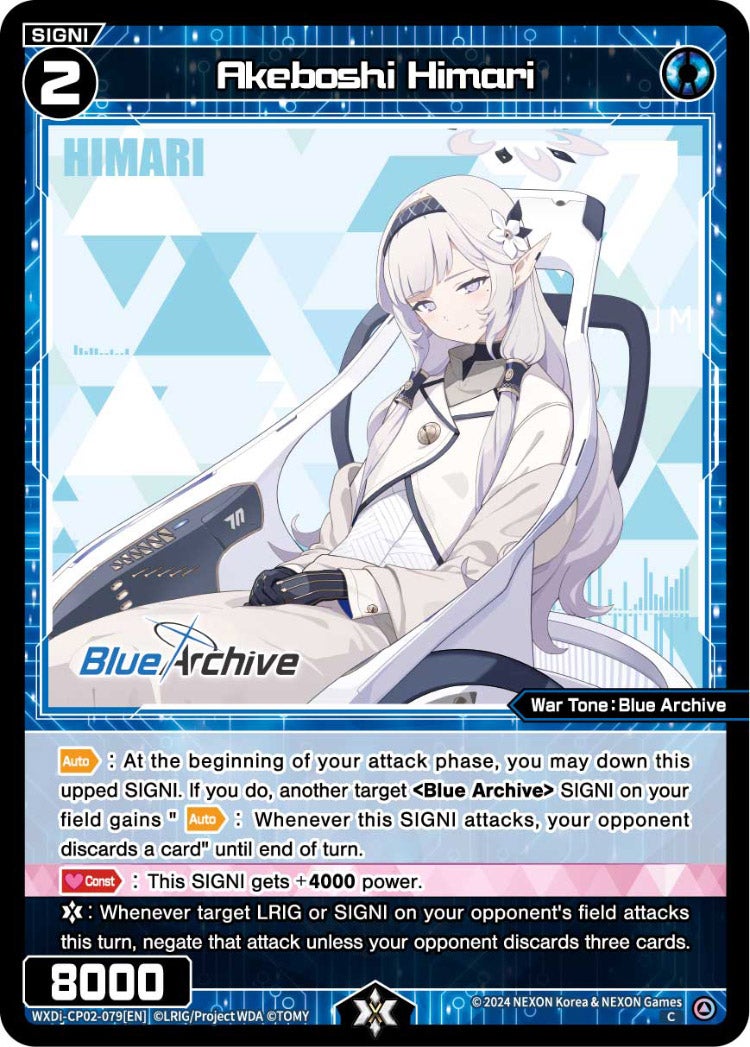 SIGNI
2
Akeboshi Himari
HIMARI
Blue Archive
War Tone:Blue Archive
Auto : At the beginning of your attack phase, you may down this
upped SIGNI. If you do, another target <Blue Archive> SIGNI on your
field gains " Auto : Whenever this SIGNI attacks, your opponent
discards a card" until end of turn.
Const : This SIGNI gets +4000 power.
: Whenever target LRIG or SIGNI on your opponent's field attacks
this turn, negate that attack unless your opponent discards three cards.
8000
© 2024 NEXON Korea & NEXON Games
WXDi-CP02-079[EN] ©LRIG/Project WDA ©TOMY
C